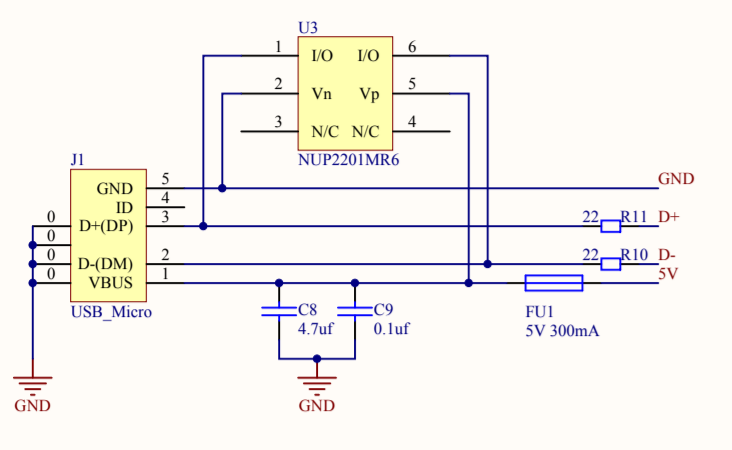 U3
1 I/O I/O 6
2 Vn Vp 5
3 N/C N/C 4
NUP2201MR6
J1
GND 5
ID 4
0 D+(DP) 3
0
0 D-(DM) 2
0 VBUS 1
USB_Micro
GND
22 R11 D+
22 R10 D-
5V
C8
4.7uf
C9
0.1uf
FU1
5V 300mA
GND
GND